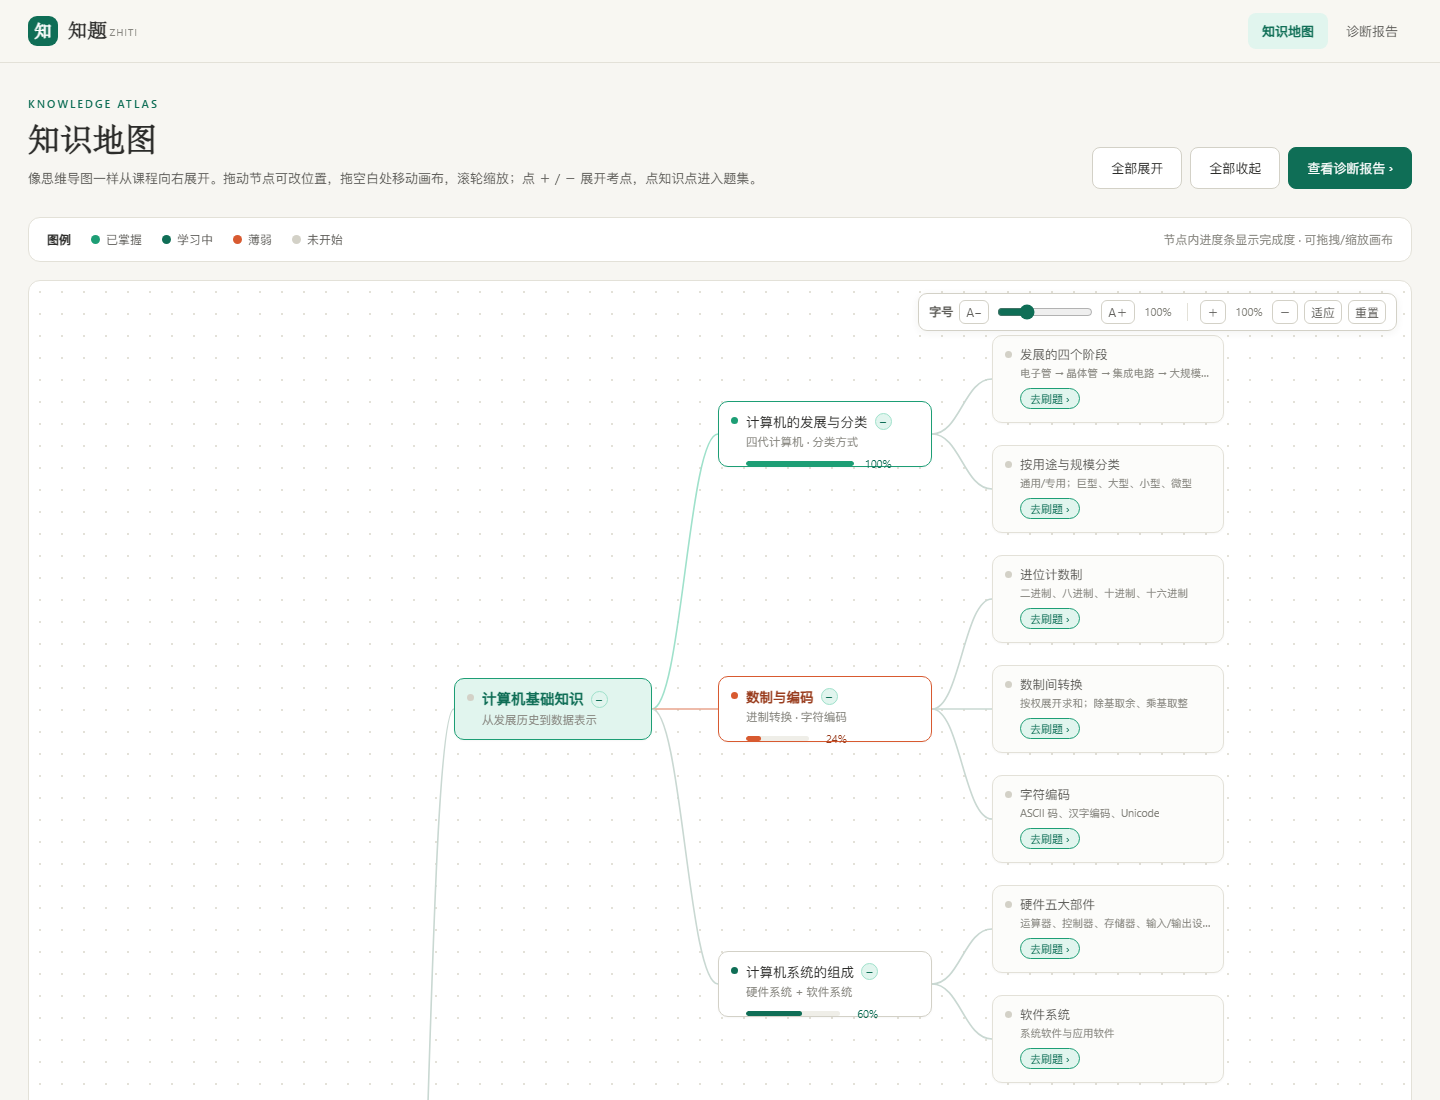 知 知题 ZHITI
知识地图 诊断报告
KNOWLEDGE ATLAS
知识地图
像思维导图一样从课程向右展开。拖动节点可改位置，拖空白处移动画布，滚轮缩放；点 + / − 展开考点，点知识点进入题集。
全部展开 全部收起 查看诊断报告 ›
图例 已掌握 学习中 薄弱 未开始
节点内进度条显示完成度 · 可拖拽/缩放画布
字号 A− A+ 100% + 100% − 适应 重置
计算机基础知识 −
从发展历史到数据表示
计算机的发展与分类 −
四代计算机 · 分类方式
100%
发展的四个阶段
电子管 → 晶体管 → 集成电路 → 大规模...
去刷题 ›
按用途与规模分类
通用/专用；巨型、大型、小型、微型
去刷题 ›
数制与编码 −
进制转换 · 字符编码
24%
进位计数制
二进制、八进制、十进制、十六进制
去刷题 ›
数制间转换
按权展开求和；除基取余、乘基取整
去刷题 ›
字符编码
ASCII 码、汉字编码、Unicode
去刷题 ›
计算机系统的组成 −
硬件系统 + 软件系统
60%
硬件五大部件
运算器、控制器、存储器、输入/输出设...
去刷题 ›
软件系统
系统软件与应用软件
去刷题 ›